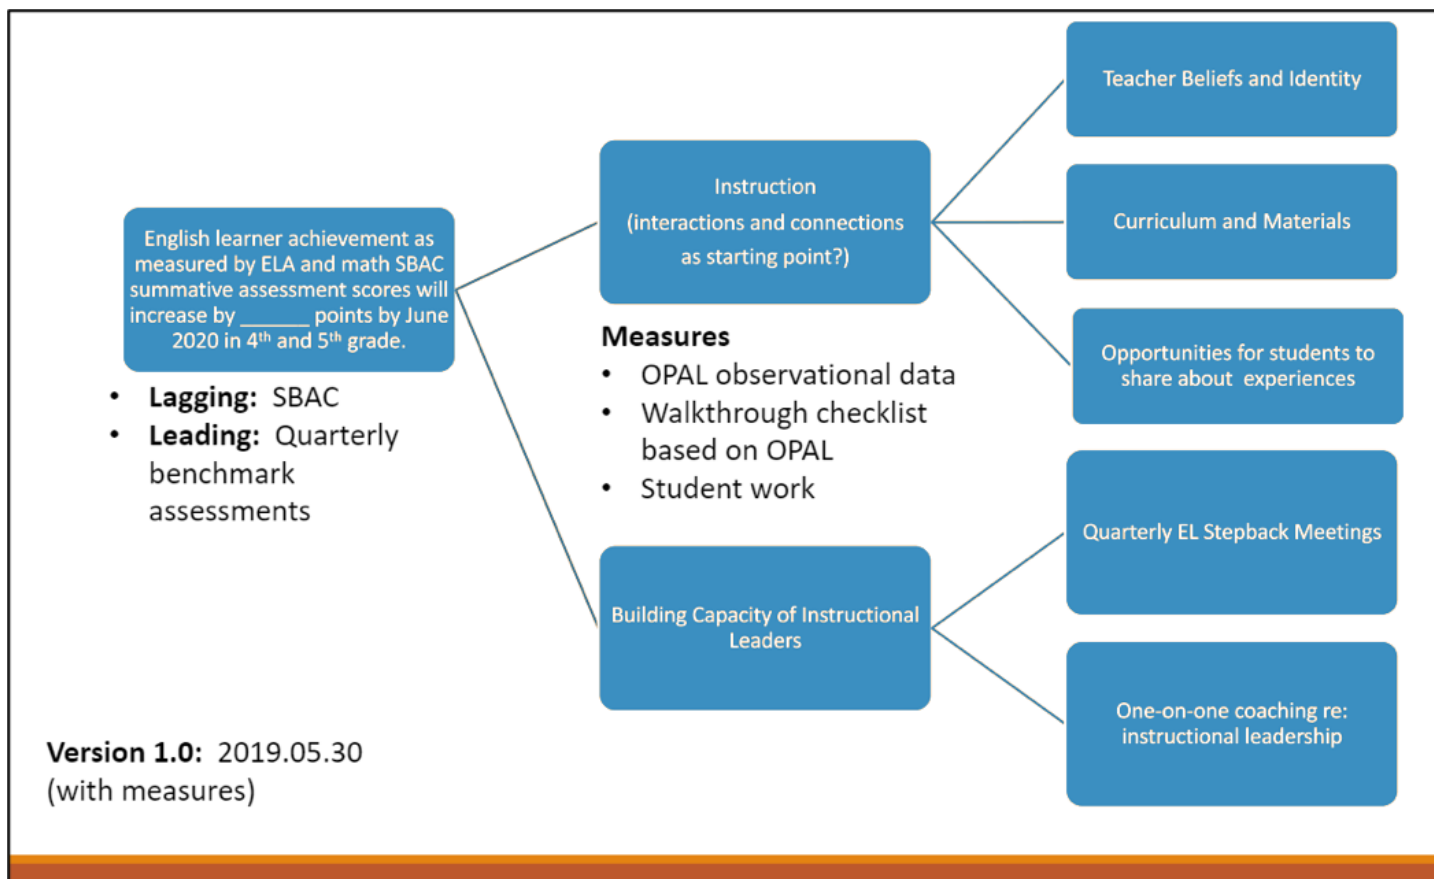 English learner achievement as
measured by ELA and math SBAC
summative assessment scores will
increase by ______ points by June
2020 in 4th and 5th grade.
• Lagging: SBAC
• Leading: Quarterly
benchmark
assessments
Instruction
(interactions and connections
as starting point?)
Measures
• OPAL observational data
• Walkthrough checklist
based on OPAL
• Student work
Building Capacity of Instructional
Leaders
Teacher Beliefs and Identity
Curriculum and Materials
Opportunities for students to
share about experiences
Quarterly EL Stepback Meetings
One-on-one coaching re:
instructional leadership
Version 1.0: 2019.05.30
(with measures)